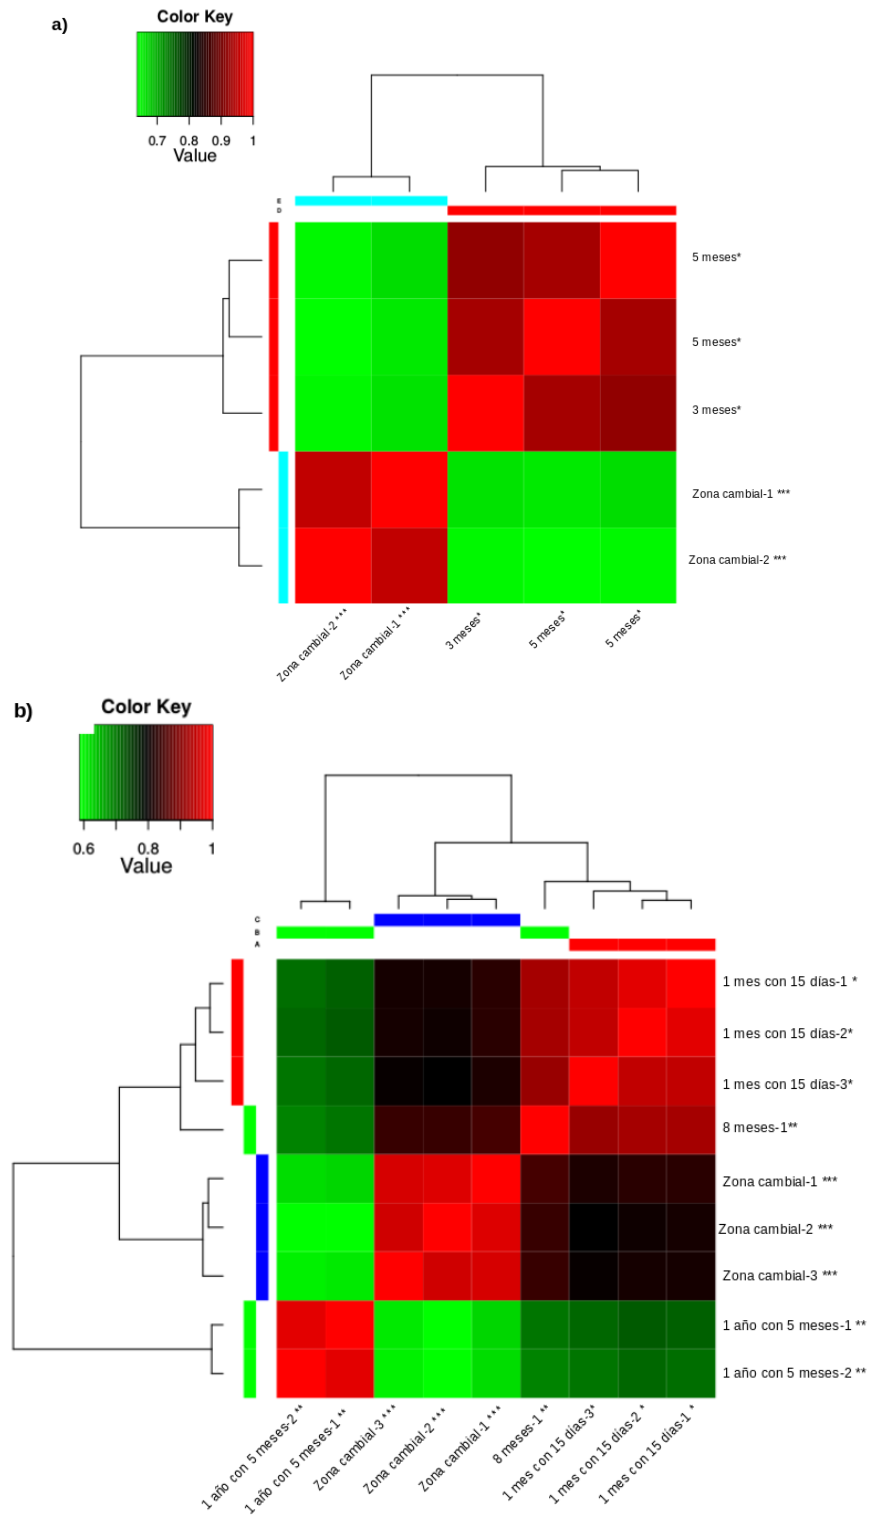 a)
Color Key
0.7 0.8 0.9 1
Value
E
D
5 meses*
5 meses*
3 meses*
Zona cambial-1 ***
Zona cambial-2 ***
Zona cambial-2 ***
Zona cambial-1 ***
3 meses*
5 meses*
5 meses*
b)
Color Key
0.6 0.8 1
Value
C
B
A
1 mes con 15 días-1 *
1 mes con 15 días-2*
1 mes con 15 días-3*
8 meses-1**
Zona cambial-1 ***
Zona cambial-2 ***
Zona cambial-3 ***
1 año con 5 meses-1 **
1 año con 5 meses-2 **
1 año con 5 meses-2 **
1 año con 5 meses-1 **
Zona cambial-3 ***
Zona cambial-2 ***
Zona cambial-1 ***
8 meses-1 **
1 mes con 15 días-3*
1 mes con 15 días-2 *
1 mes con 15 días-1 *